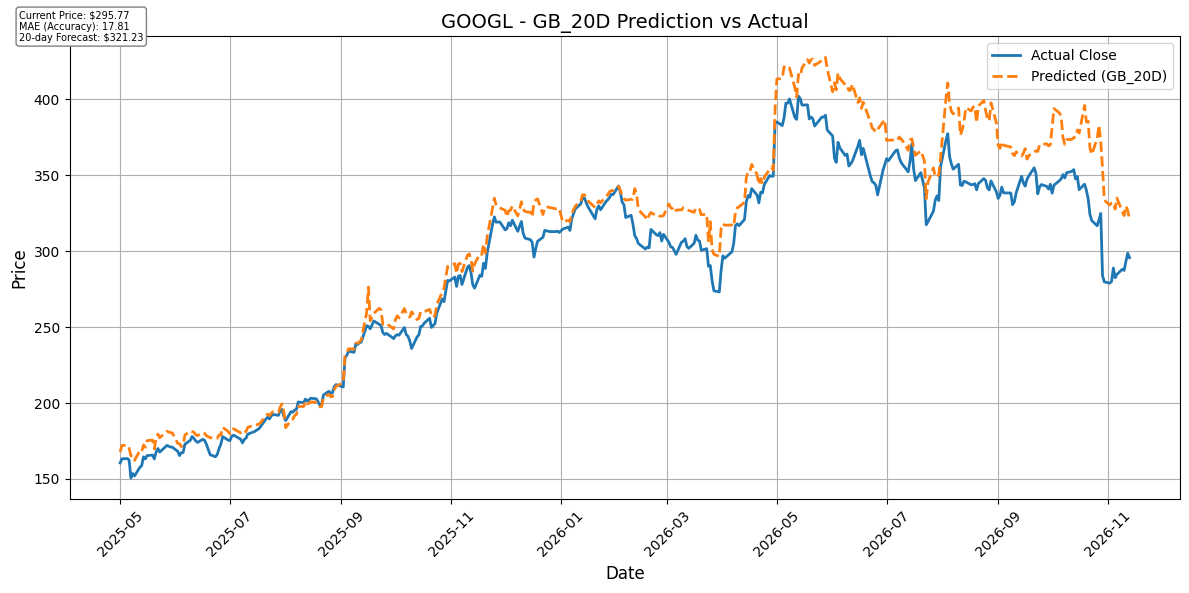 GOOGL - GB_20D Prediction vs Actual
Current Price: $295.77
MAE (Accuracy): 17.81
20-day Forecast: $321.23
Actual Close
Predicted (GB_20D)
Price
400
350
300
250
200
150
2025-05
2025-07
2025-09
2025-11
2026-01
2026-03
2026-05
2026-07
2026-09
2026-11
Date